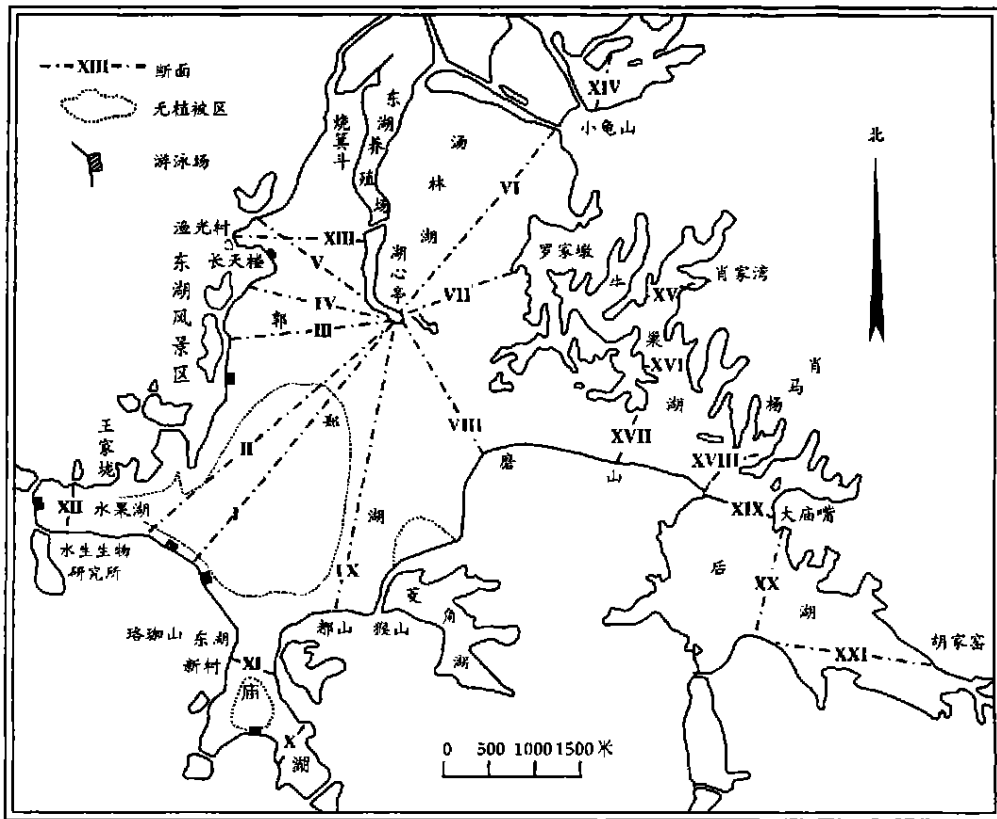 XIII 断面
无植被区
游泳场
北
XIV
小龟山
东湖养殖场
烧箕斗
汤林湖
VI
渔光村
XIII
长天楼
V
湖心亭
东湖风景区
IV
郭
III
VII
罗家墩
牛
XV
肖家湾
巢
XVI
湖
XVII
肖
马
杨
XVIII
VIII
磨
山
王家垅
II
郑
I
XII
水果湖
水生生物
研究所
湖
IX
XIX
大庙嘴
后
XX
湖
胡家窑
XXI
菱
角
湖
珞珈山
东湖
新村
郝山
猴山
XI
庙
X
湖
0 500 1000 1500 米